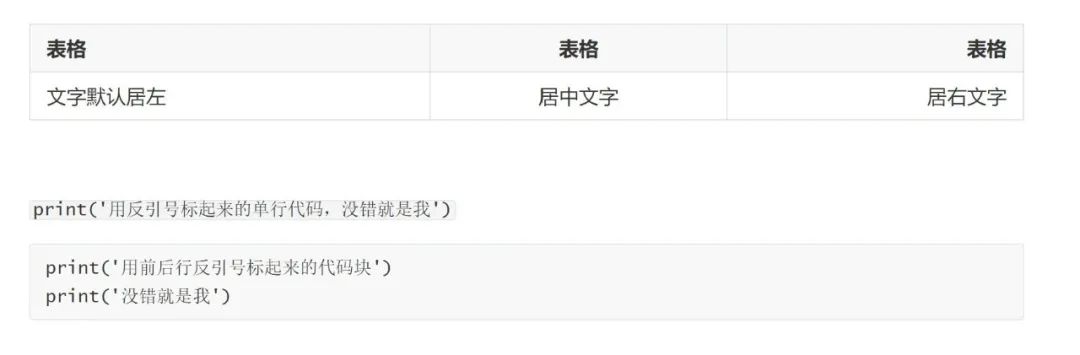 表格 表格 表格
文字默认居左 居中文字 居右文字
print('用反引号标起来的单行代码，没错就是我')
print('用前后行反引号标起来的代码块')
print('没错就是我')